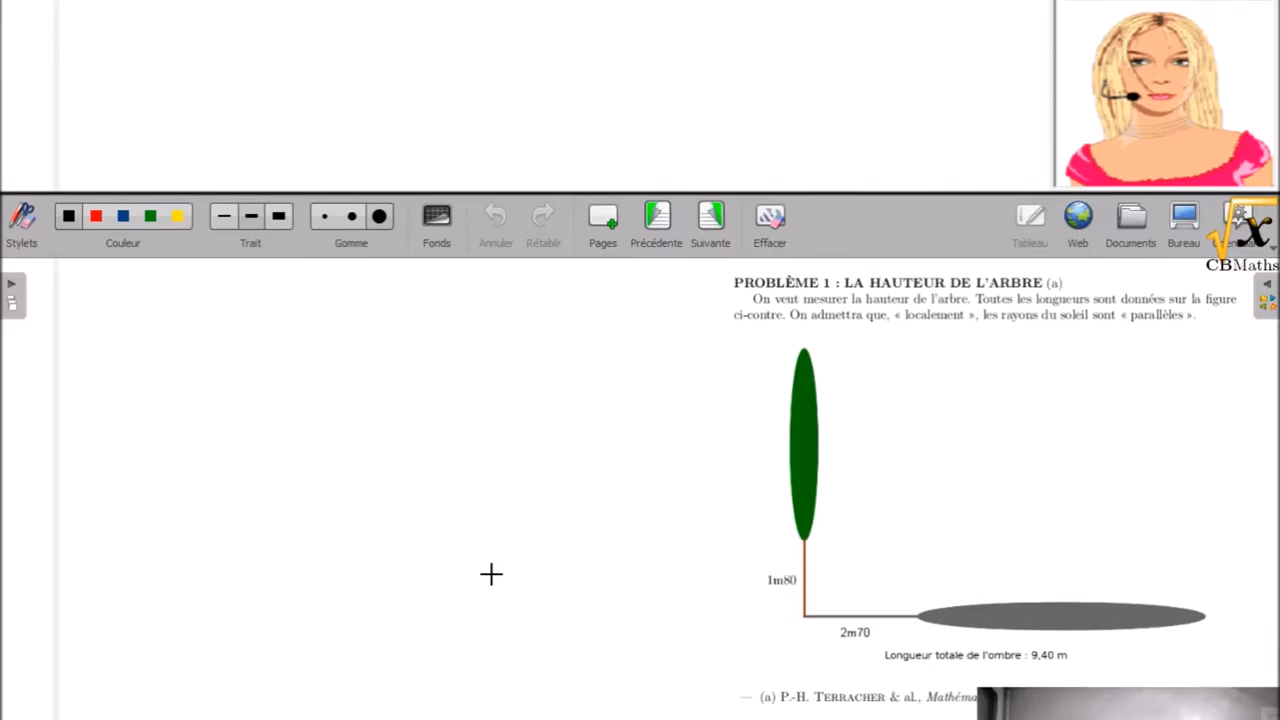 Stylets
Couleur
Trait
Gomme
Fonds
Annuler
Rétablir
Pages
Précédente
Suivante
Effacer
Tableau
Web
Documents
Bureau
√x
CBMaths
PROBLÈME 1 : LA HAUTEUR DE L'ARBRE (a)
On veut mesurer la hauteur de l'arbre. Toutes les longueurs sont données sur la figure
ci-contre. On admettra que, « localement », les rayons du soleil sont « parallèles ».
1m80
2m70
Longueur totale de l'ombre : 9,40 m
— (a) P.-H. TERRACHER & al., Mathéma